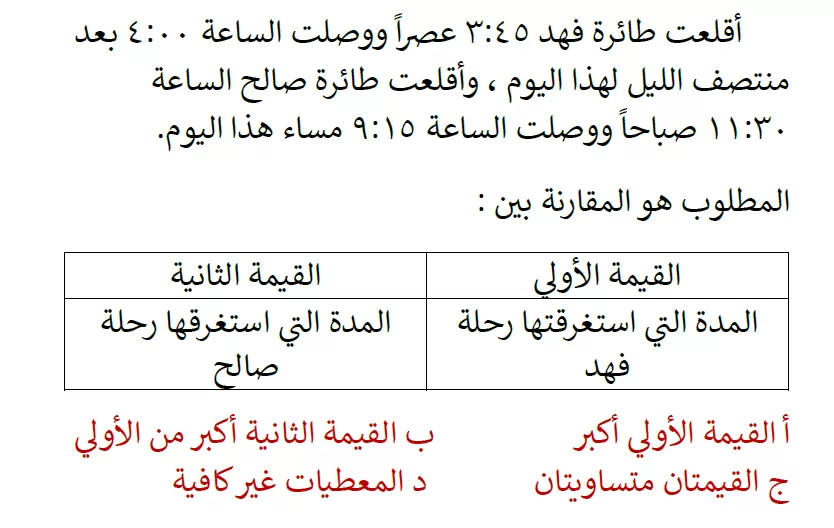 أقلعت طائرة فهد ٣:٤٥ عصراً ووصلت الساعة ٤:٠٠ بعد
منتصف الليل لهذا اليوم ، وأقلعت طائرة صالح الساعة
١١:٣٠ صباحاً ووصلت الساعة ٩:١٥ مساء هذا اليوم.
المطلوب هو المقارنة بين :
القيمة الأولي القيمة الثانية
المدة التي استغرقتها رحلة المدة التي استغرقها رحلة
فهد صالح
أ القيمة الأولي أكبر ب القيمة الثانية أكبر من الأولي
ج القيمتان متساويتان د المعطيات غير كافية